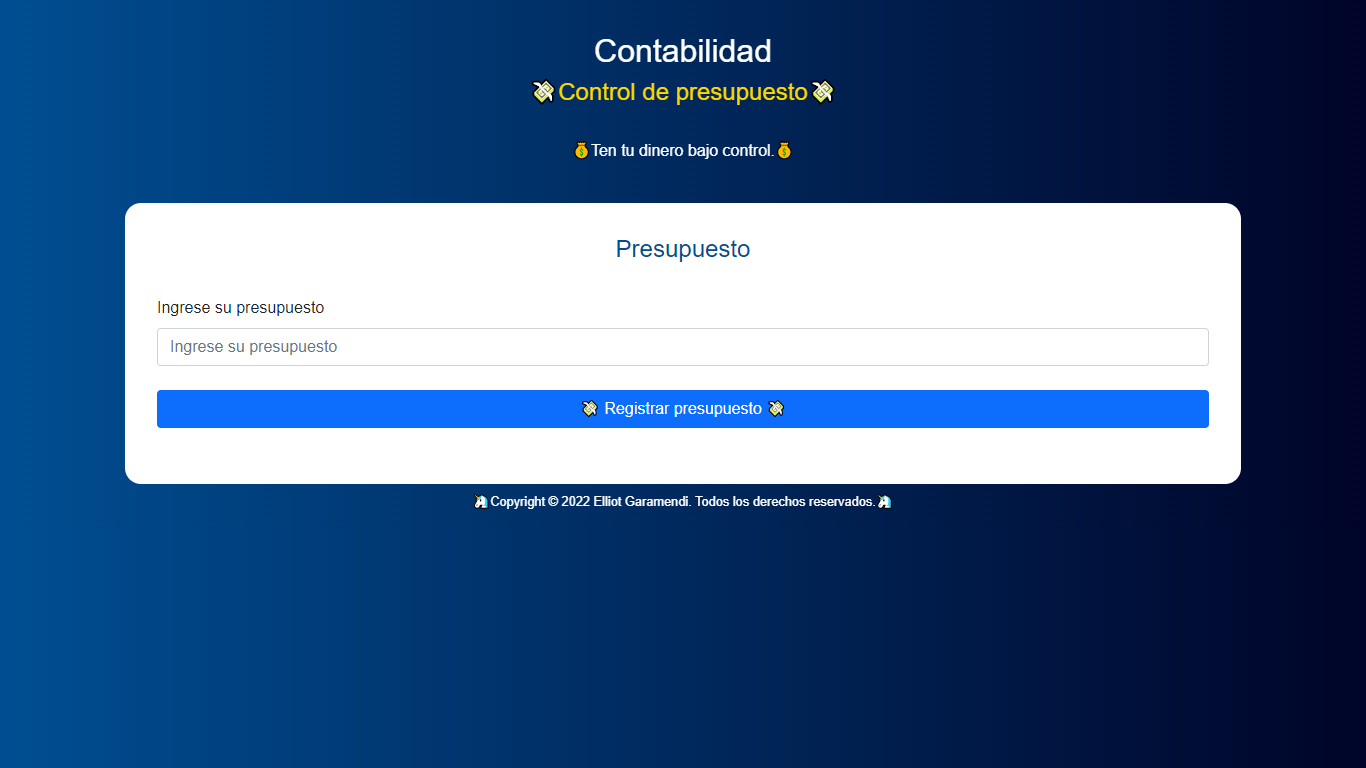 Contabilidad
💸Control de presupuesto💸
💰Ten tu dinero bajo control.💰
Presupuesto
Ingrese su presupuesto
Ingrese su presupuesto
💸 Registrar presupuesto 💸
🦄Copyright © 2022 Elliot Garamendi. Todos los derechos reservados.🦄